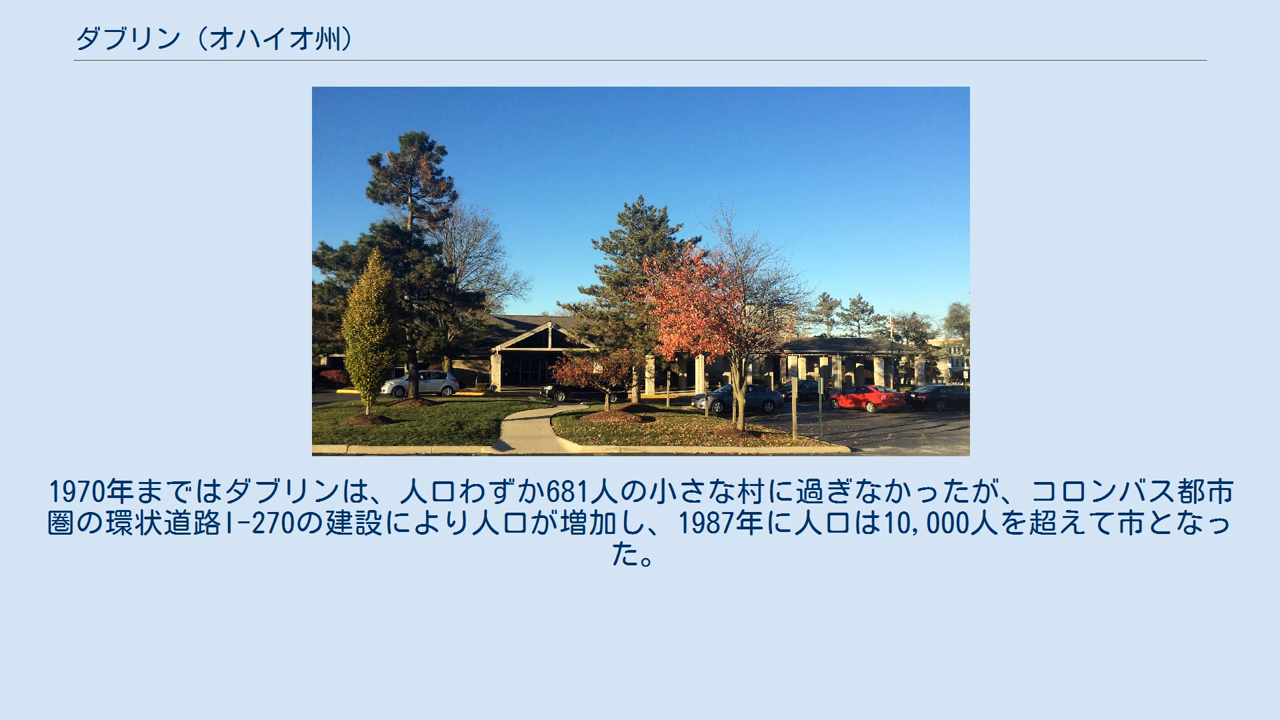 ダブリン（オハイオ州）
1970年まではダブリンは、人口わずか681人の小さな村に過ぎなかったが、コロンバス都市
圏の環状道路I-270の建設により人口が増加し、1987年に人口は10,000人を超えて市となっ
た。